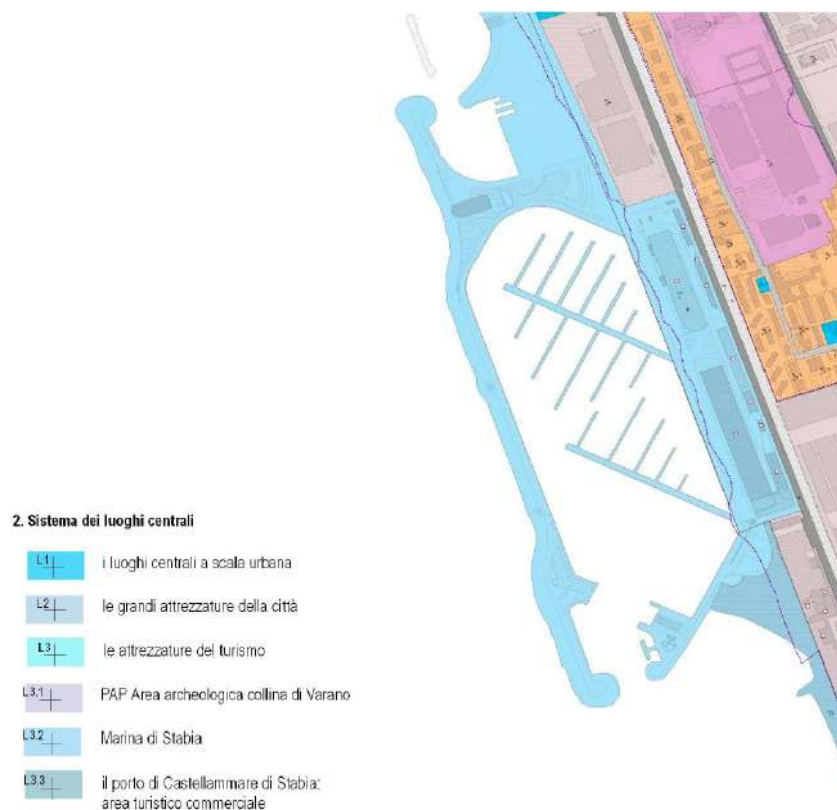 2. Sistema dei luoghi centrali
L1
i luoghi centrali a scala urbana
L2
le grandi attrezzature della città
L3
le attrezzature del turismo
L3,1
PAP Area archeologica collina di Varano
L3.2
Marina di Stabia
L3.3
il porto di Castellammare di Stabia:
area turistico commerciale